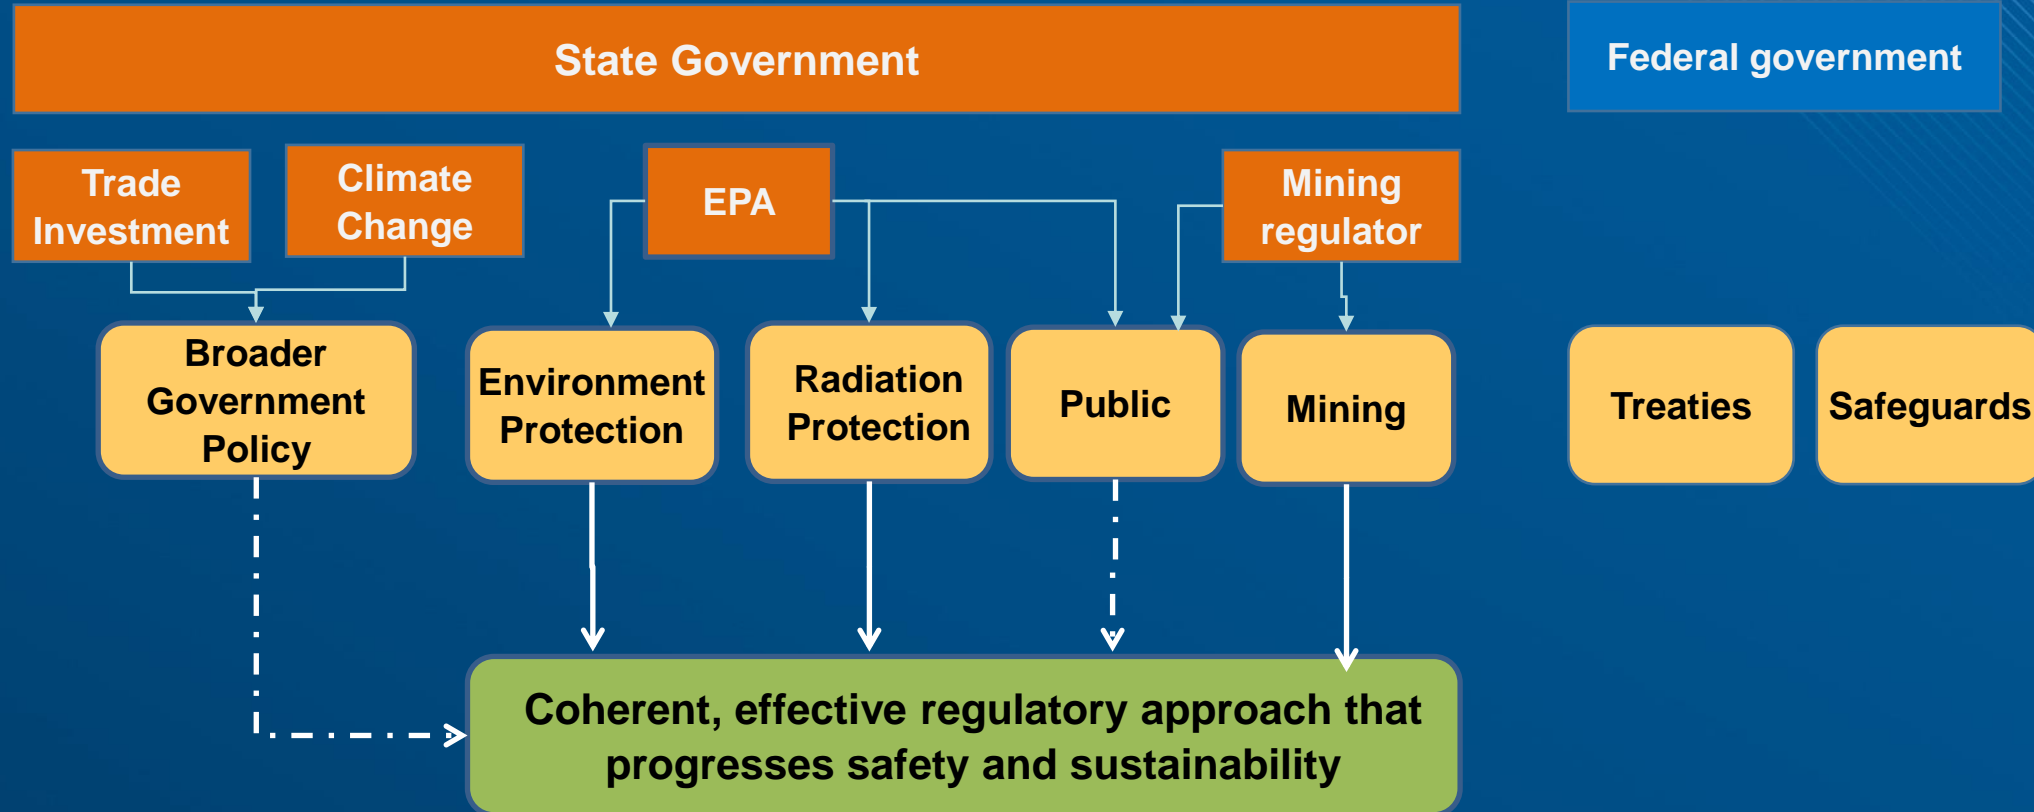 State Government
Federal government
Trade
Investment
Climate
Change
EPA
Mining
regulator
Broader
Government
Policy
Environment
Protection
Radiation
Protection
Public
Mining
Treaties
Safeguards
Coherent, effective regulatory approach that
progresses safety and sustainability